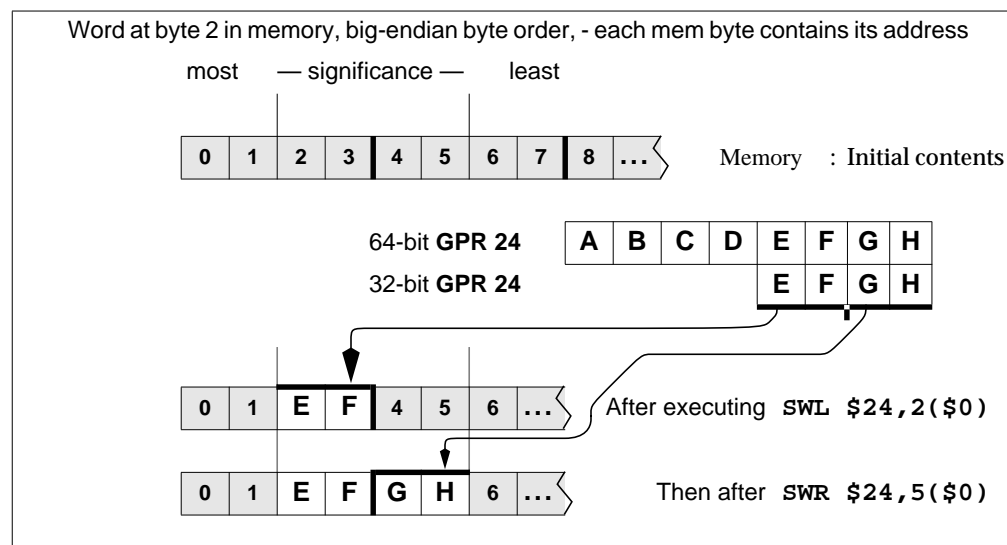 Word at byte 2 in memory, big-endian byte order, - each mem byte contains its address
most — significance — least
0 1 2 3 4 5 6 7 8 ... Memory : Initial contents
64-bit GPR 24 A B C D E F G H
32-bit GPR 24 E F G H
0 1 E F 4 5 6 ... After executing SWL $24,2($0)
0 1 E F G H 6 ... Then after SWR $24,5($0)